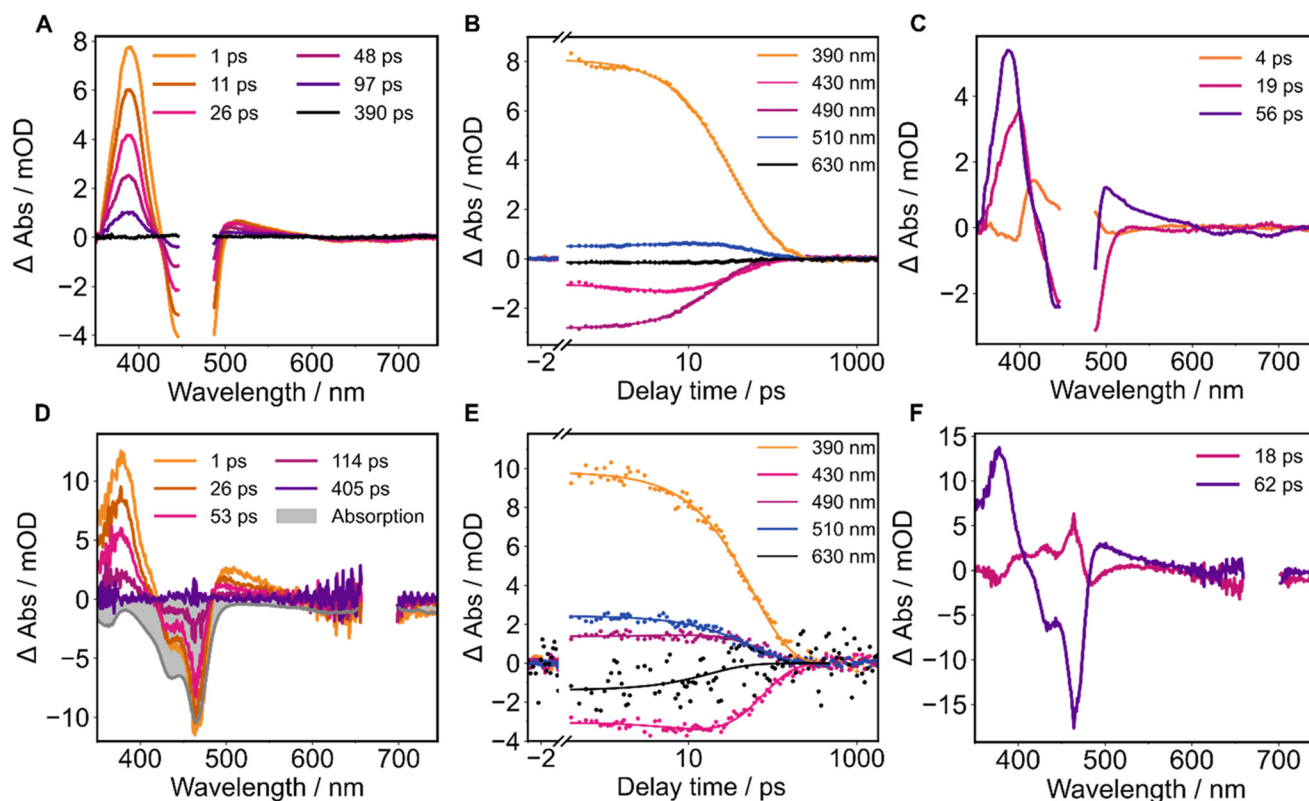 A
8
6
4
2
0
−2
−4
Δ Abs / mOD
1 ps
11 ps
26 ps
48 ps
97 ps
390 ps
400
500
600
700
Wavelength / nm
B
8
6
4
2
0
−2
Δ Abs / mOD
390 nm
430 nm
490 nm
510 nm
630 nm
−2
10
1000
Delay time / ps
C
4
2
0
−2
−4
Δ Abs / mOD
4 ps
19 ps
56 ps
400
500
600
700
Wavelength / nm
D
10
5
0
−5
−10
Δ Abs / mOD
1 ps
26 ps
53 ps
114 ps
405 ps
Absorption
400
500
600
700
Wavelength / nm
E
10
8
6
4
2
0
−2
−4
Δ Abs / mOD
390 nm
430 nm
490 nm
510 nm
630 nm
−2
10
1000
Delay time / ps
F
15
10
5
0
−5
−10
−15
Δ Abs / mOD
18 ps
62 ps
400
500
600
700
Wavelength / nm